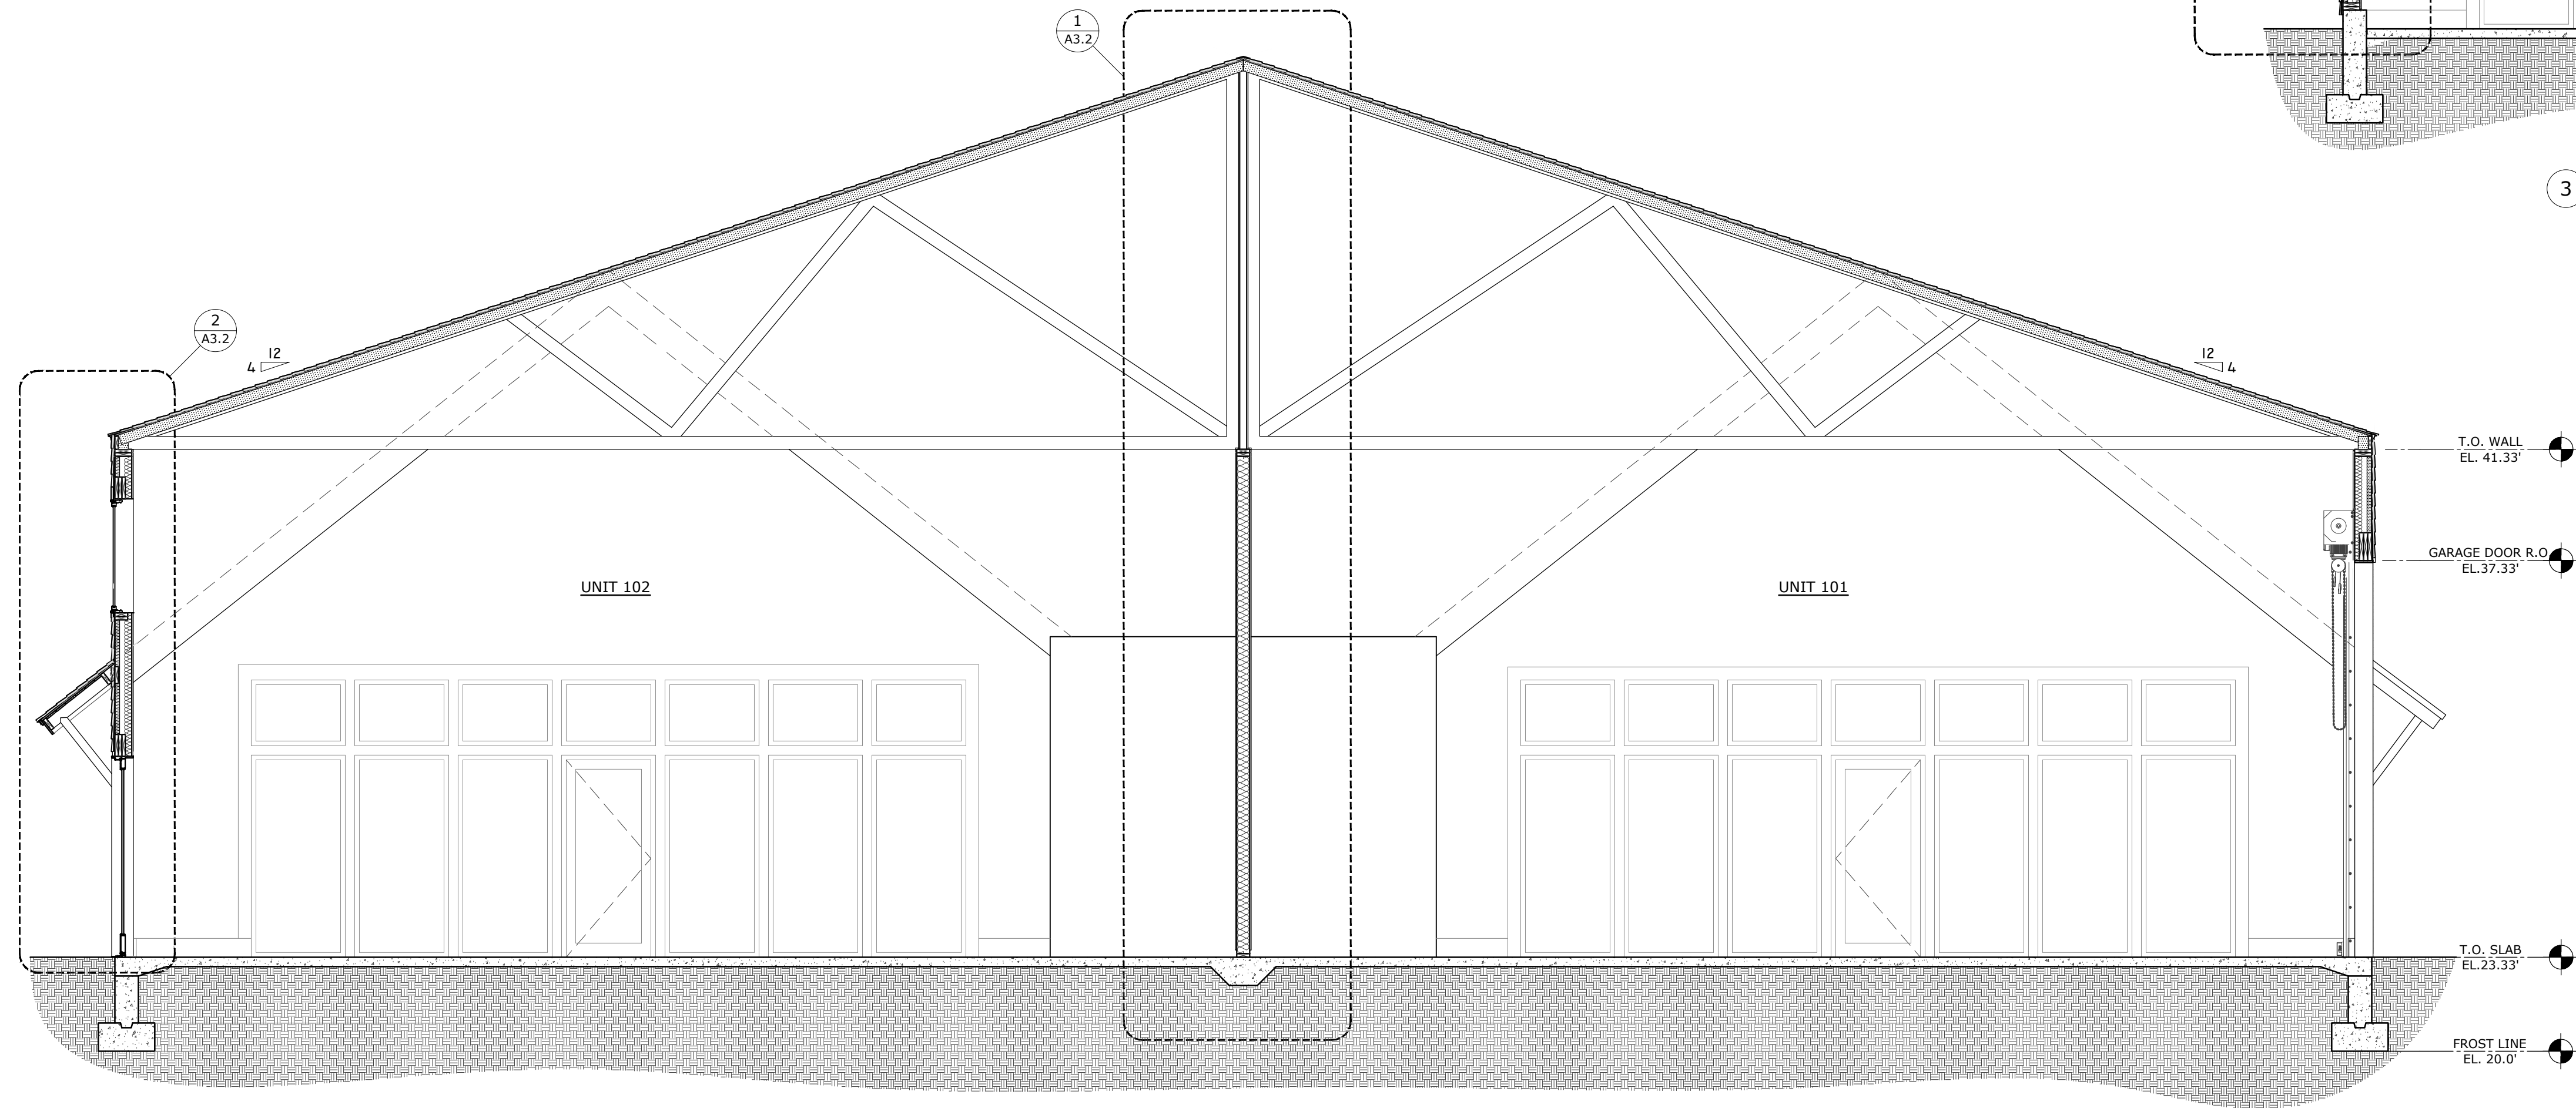 1
A3.2
3
2
A3.2
12
4
12
4
T.O. WALL
EL. 41.33'
GARAGE DOOR R.O
EL.37.33'
UNIT 102
UNIT 101
T.O. SLAB
EL.23.33'
FROST LINE
EL. 20.0'